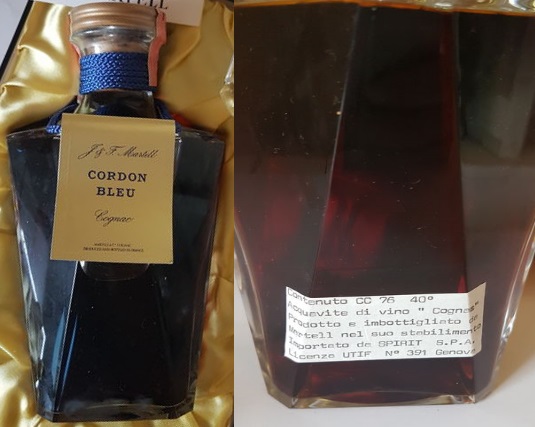 J & F Martell
CORDON
BLEU
Cognac
Contenuto CC 76 40°
Acquavite di vino " Cognac"
Prodotto e imbottigliato da
Martell nel suo stabilimento
Importato da SPIRIT S.P.A.
Licenza UTIF N° 391 Genova